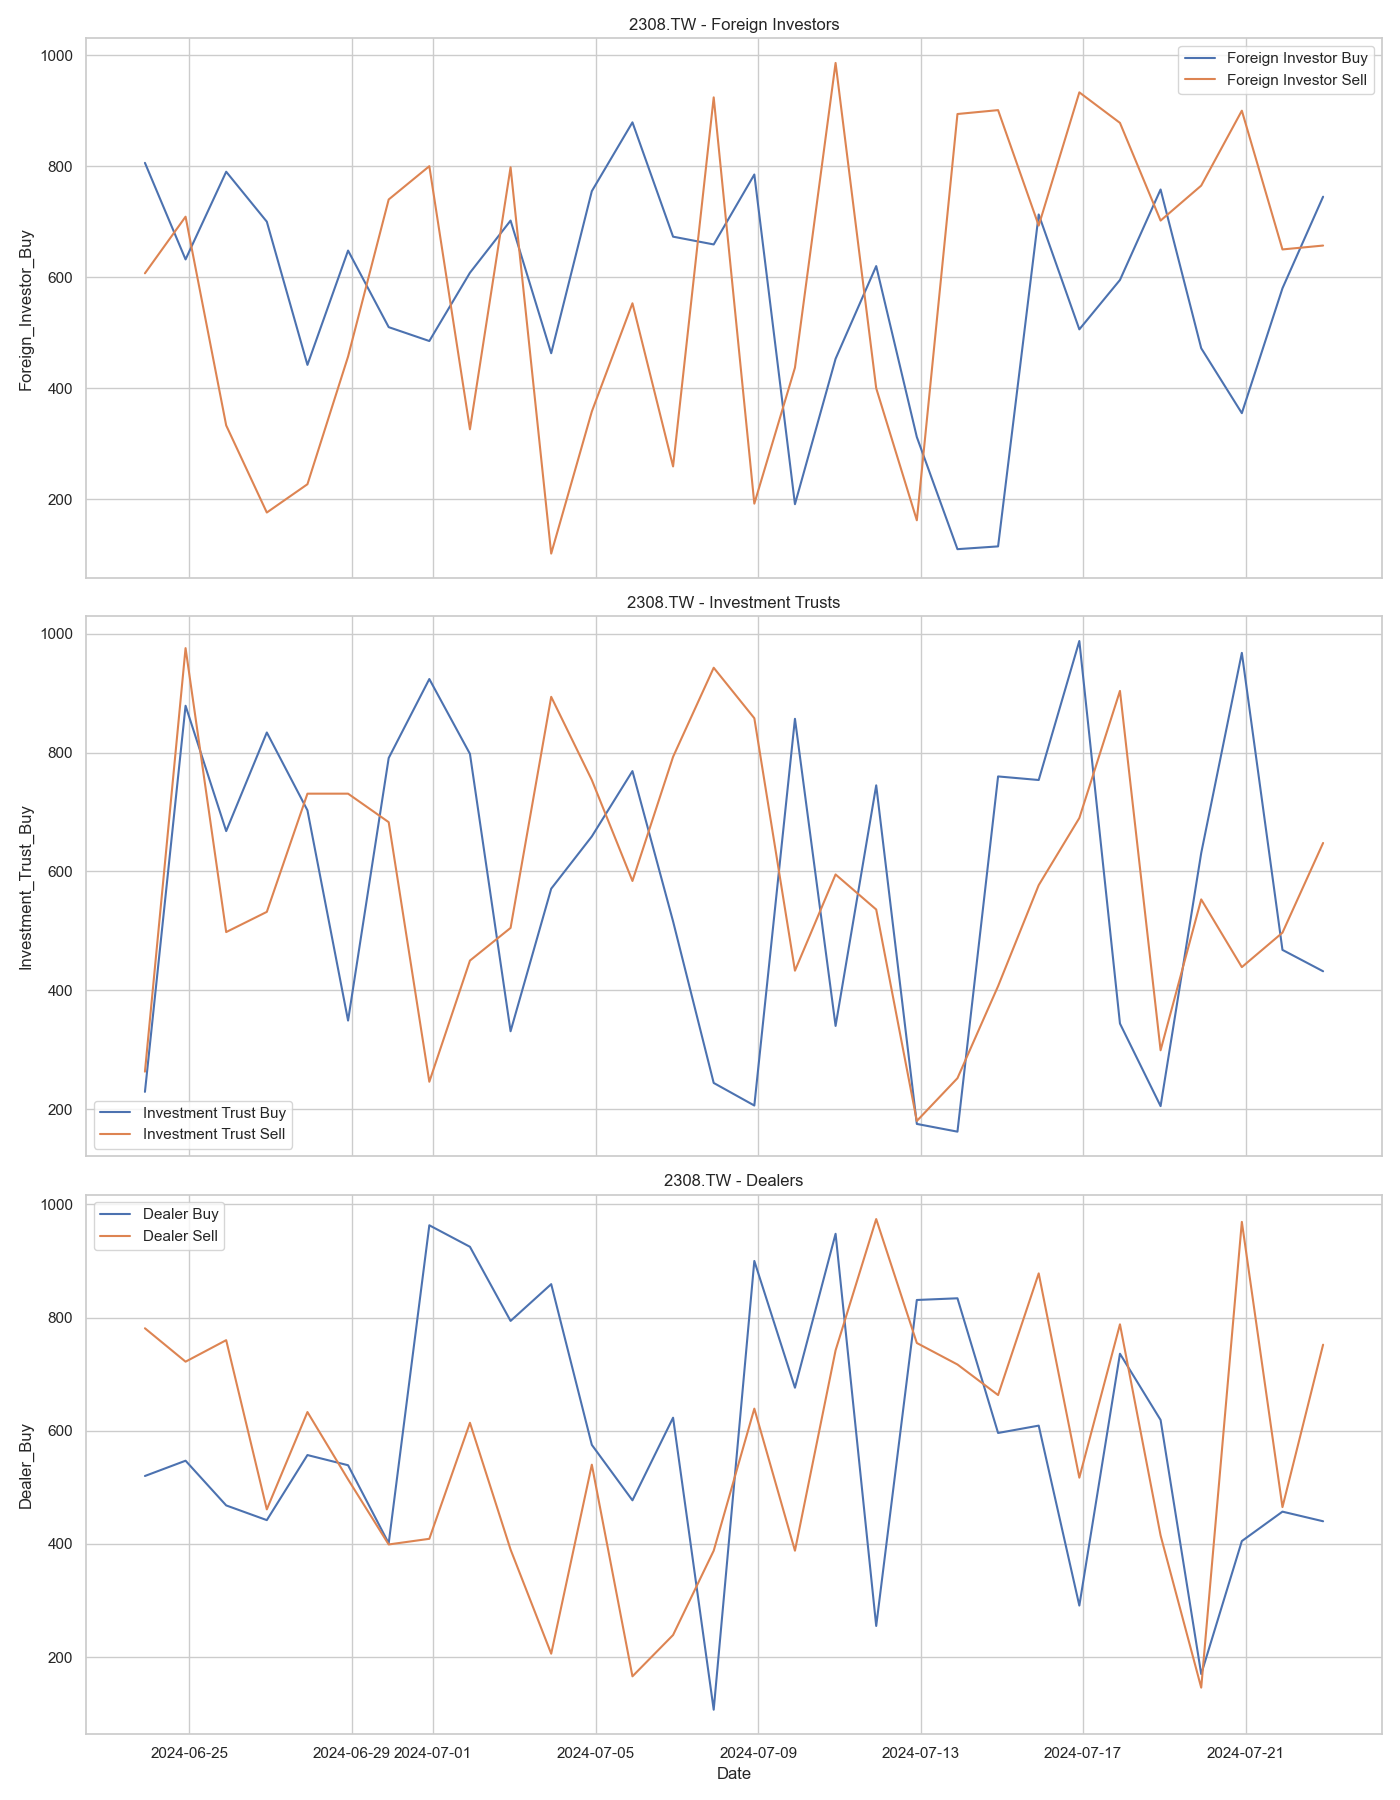 2308.TW - Foreign Investors
Foreign_Investor_Buy
1000
800
600
400
200
Foreign Investor Buy
Foreign Investor Sell
2308.TW - Investment Trusts
Investment_Trust_Buy
1000
800
600
400
200
Investment Trust Buy
Investment Trust Sell
2308.TW - Dealers
Dealer_Buy
1000
800
600
400
200
Dealer Buy
Dealer Sell
2024-06-25 2024-06-29 2024-07-01 2024-07-05 2024-07-09 2024-07-13 2024-07-17 2024-07-21
Date